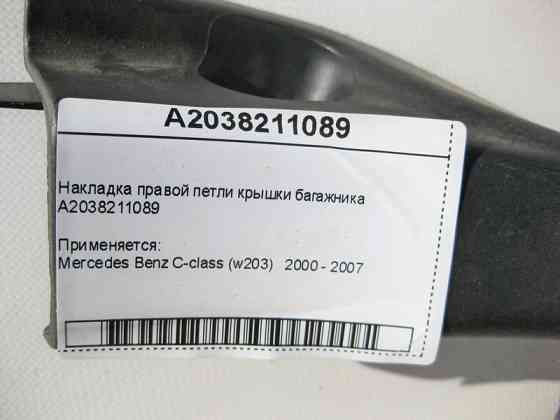 A2038211089
Накладка правой петли крышки багажника
A2038211089
Применяется:
Mercedes Benz C-class (w203) 2000 - 2007